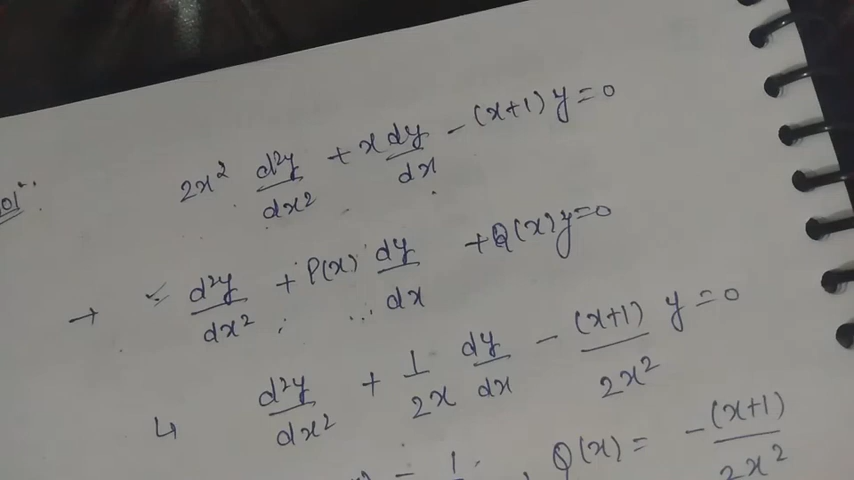 2x² d²y/dx² + x dy/dx - (x+1) y = 0
→ d²y/dx² + P(x) dy/dx + Q(x) y = 0
↳ d²y/dx² + 1/2x dy/dx - (x+1)/2x² y = 0
= 1/ , Q(x) = -(x+1)/2x²